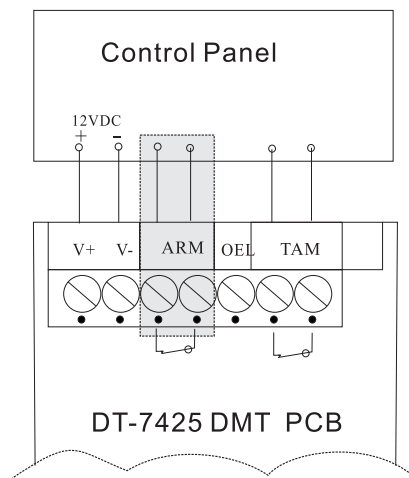 Control Panel
12VDC
+ -
V+ V- ARM OEL TAM
DT-7425 DMT PCB